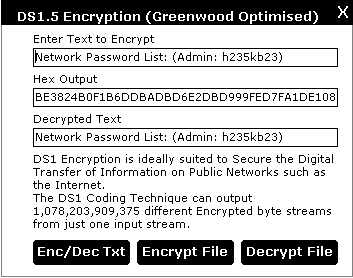 DS1.5 Encryption (Greenwood Optimised) X
Enter Text to Encrypt
Network Password List: (Admin: h235kb23)
Hex Output
BE3824B0F1B6DDBADBD6E2DBD999FED7FA1DE108
Decrypted Text
Network Password List: (Admin: h235kb23)
DS1 Encryption is ideally suited to Secure the Digital
Transfer of Information on Public Networks such as
the Internet.
The DS1 Coding Technique can output
1,078,203,909,375 different Encrypted byte streams
from just one input stream.
Enc/Dec Txt Encrypt File Decrypt File